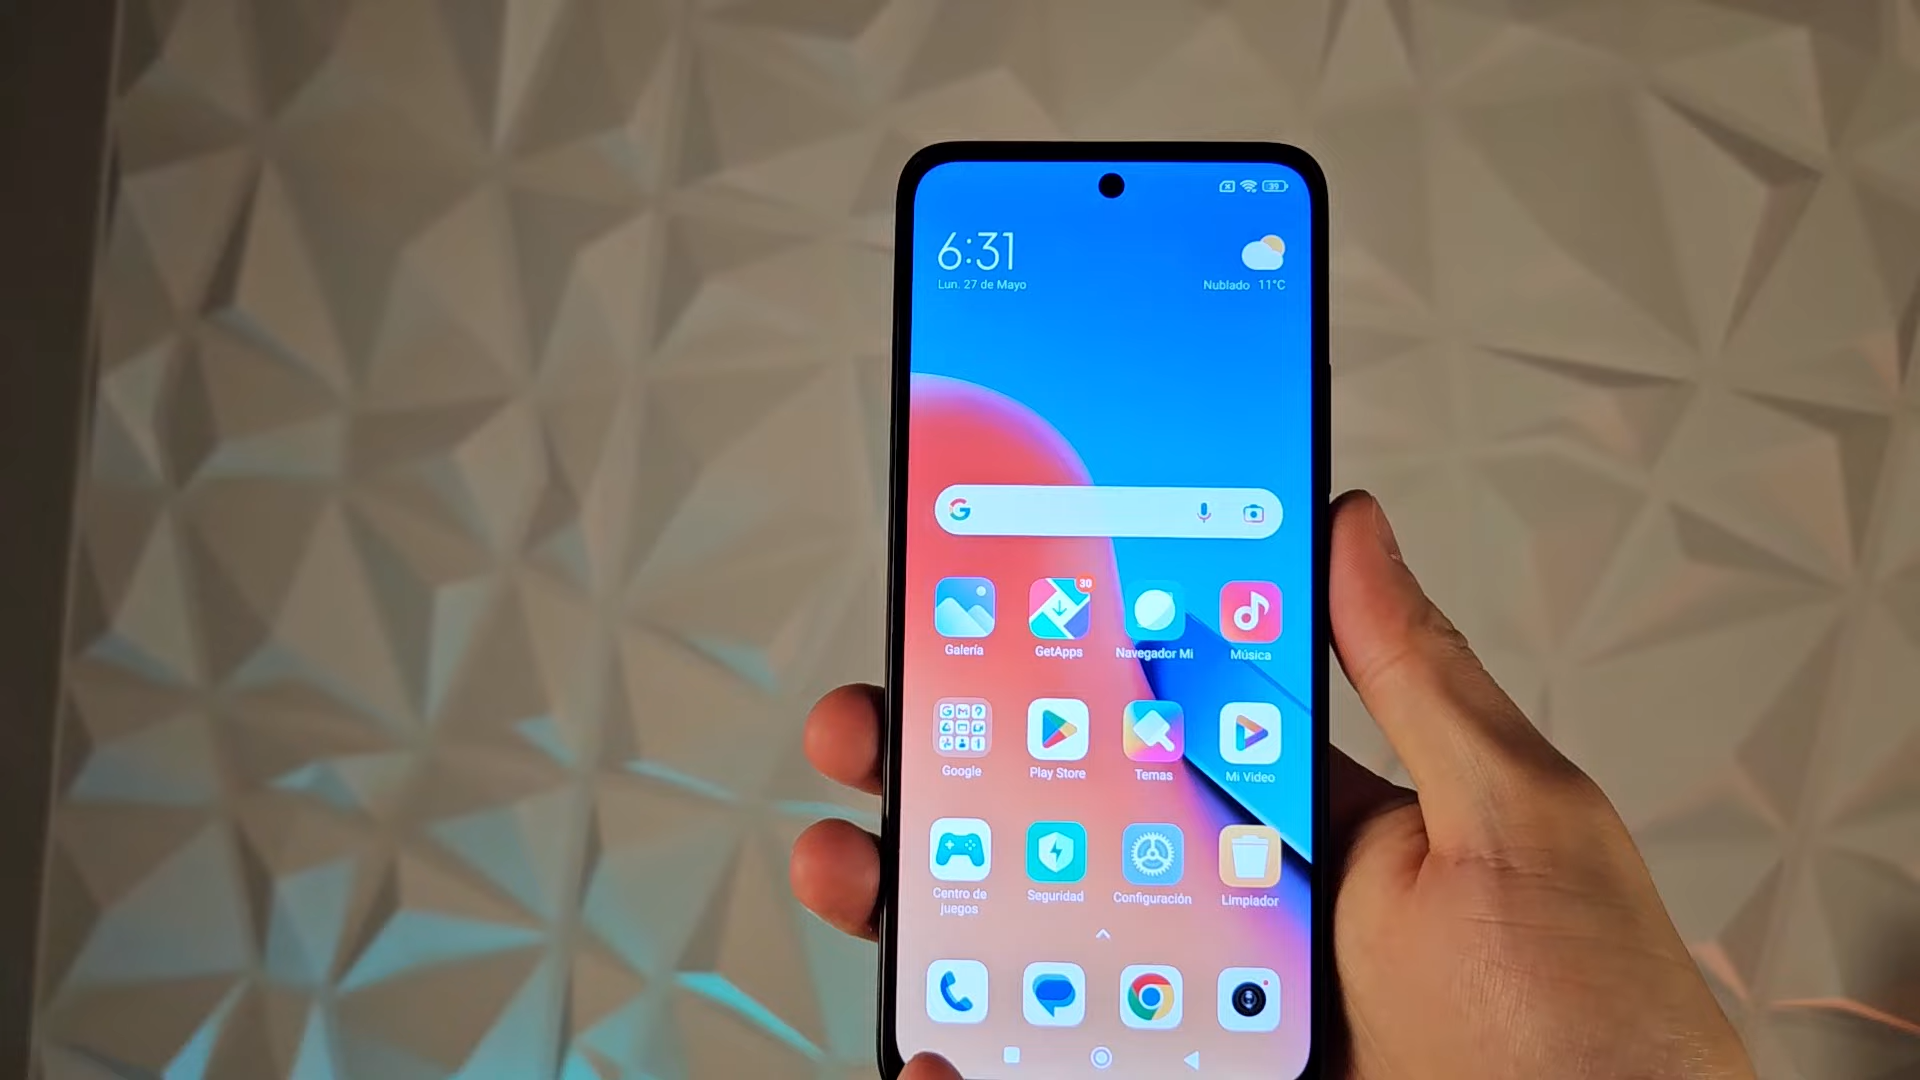 39
6:31
Lun. 27 de Mayo
Nublado 11°C
30
Galería
GetApps
Navegador Mi
Música
Google
Play Store
Temas
Mi Video
Centro de
juegos
Seguridad
Configuración
Limpiador